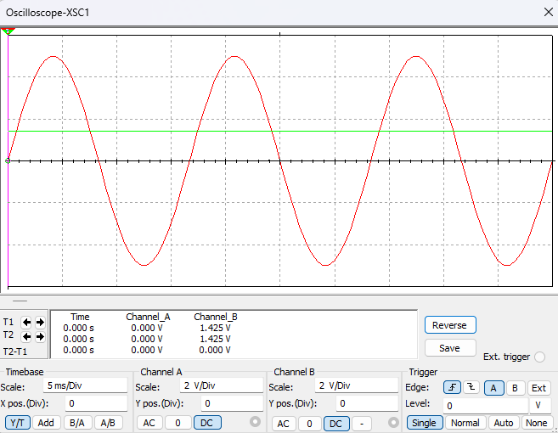 Oscilloscope-XSC1
Time Channel_A Channel_B
T1 0.000 s 0.000 V 1.425 V
T2 0.000 s 0.000 V 1.425 V
T2-T1 0.000 s 0.000 V 0.000 V
Reverse
Save
Ext. trigger
Timebase Channel A Channel B Trigger
Scale: 5 ms/Div Scale: 2 V/Div Scale: 2 V/Div Edge: A B Ext
X pos.(Div): 0 Y pos.(Div): 0 Y pos.(Div): 0 Level: 0 V
Y/T Add B/A A/B AC 0 DC AC 0 DC - Single Normal Auto None